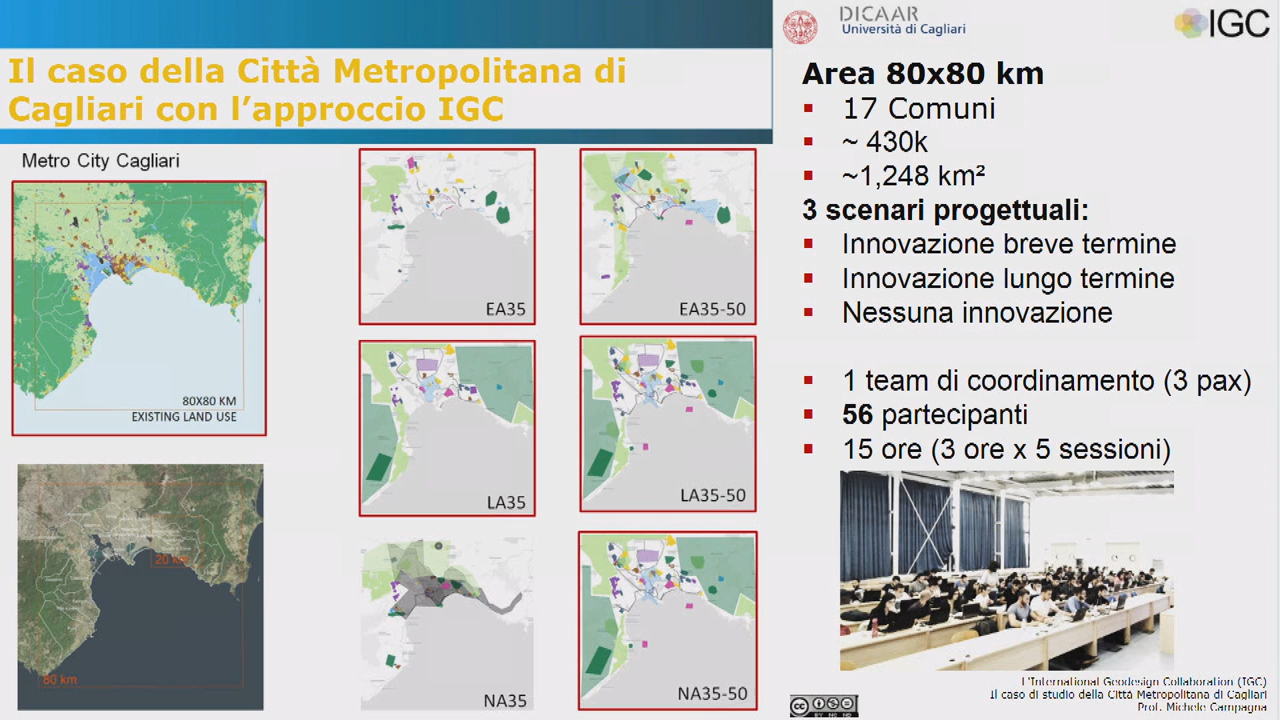 DICAAR
Università di Cagliari
IGC
Il caso della Città Metropolitana di
Cagliari con l'approccio IGC
Metro City Cagliari
80X80 KM
EXISTING LAND USE
20 km
80 km
EA35
EA35-50
LA35
LA35-50
NA35
NA35-50
Area 80x80 km
17 Comuni
~ 430k
~1,248 km²
3 scenari progettuali:
Innovazione breve termine
Innovazione lungo termine
Nessuna innovazione
1 team di coordinamento (3 pax)
56 partecipanti
15 ore (3 ore x 5 sessioni)
L'International Geodesign Collaboration (IGC)
Il caso di studio della Città Metropolitana di Cagliari
Prof. Michele Campagna
cc
BY NC ND